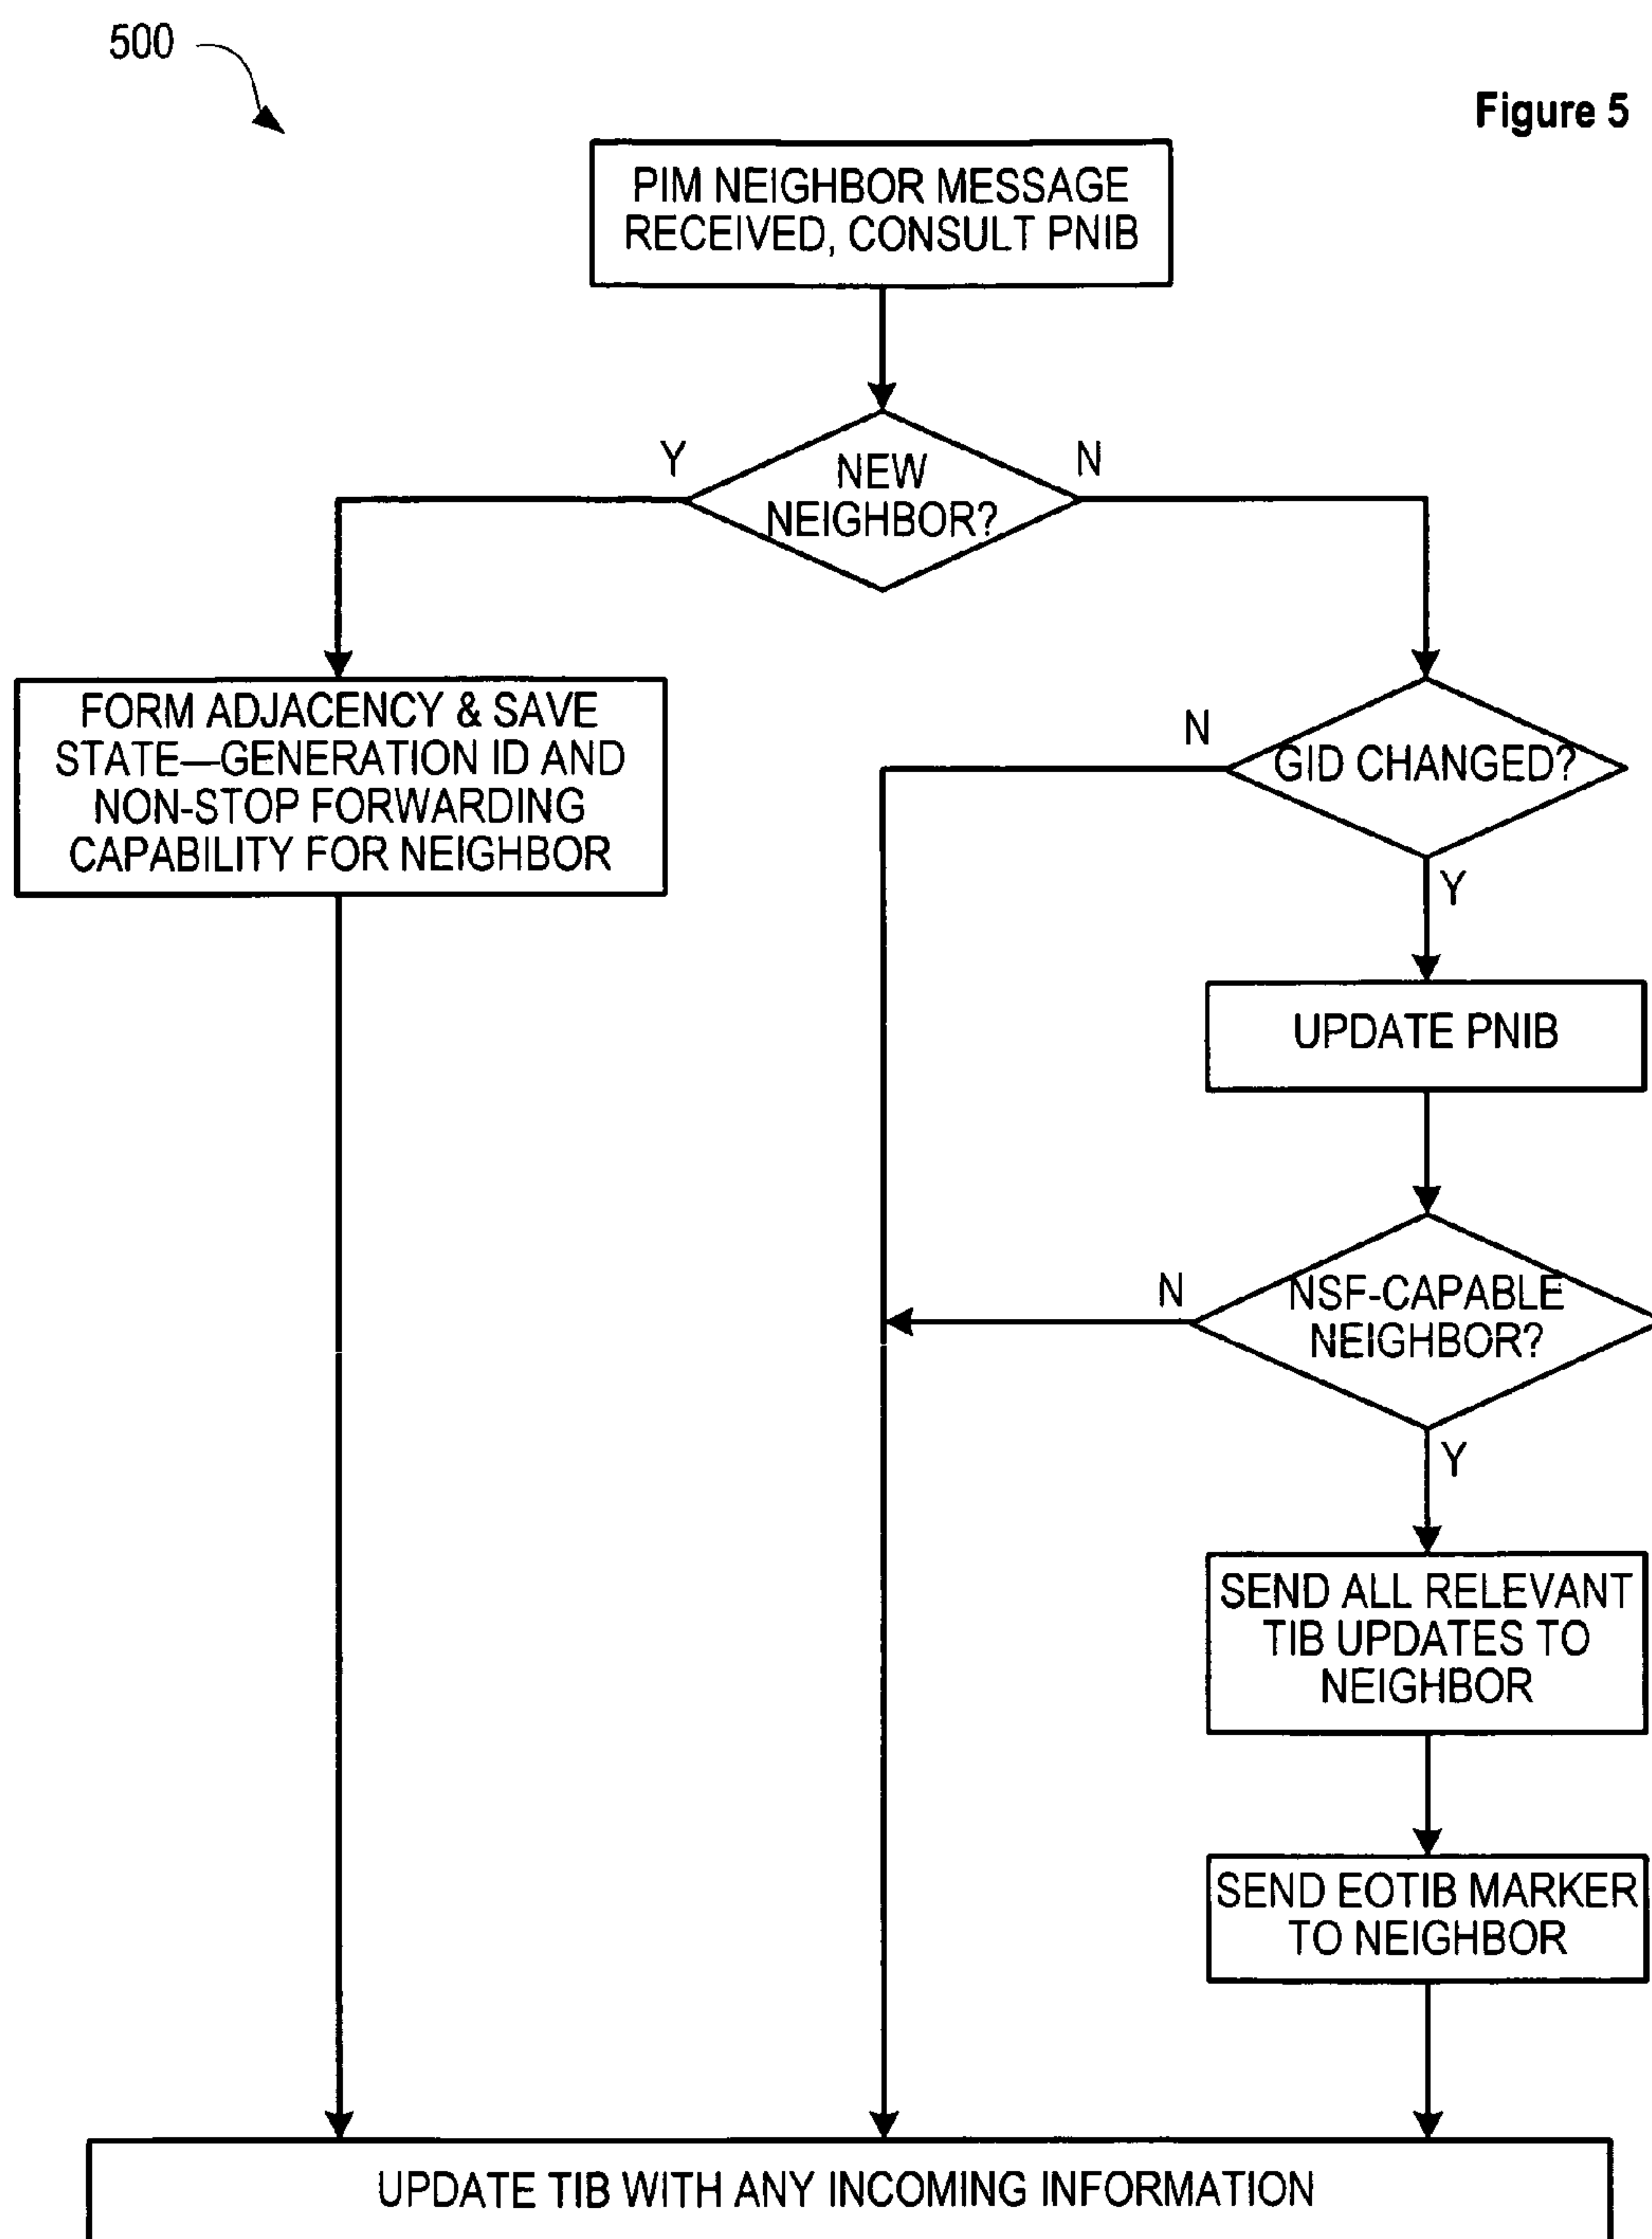 500
Figure 5
PIM NEIGHBOR MESSAGE
RECEIVED, CONSULT PNIB
Y
NEW
NEIGHBOR?
N
FORM ADJACENCY & SAVE
STATE—GENERATION ID AND
NON-STOP FORWARDING
CAPABILITY FOR NEIGHBOR
N
GID CHANGED?
Y
UPDATE PNIB
N
NSF-CAPABLE
NEIGHBOR?
Y
SEND ALL RELEVANT
TIB UPDATES TO
NEIGHBOR
SEND EOTIB MARKER
TO NEIGHBOR
UPDATE TIB WITH ANY INCOMING INFORMATION